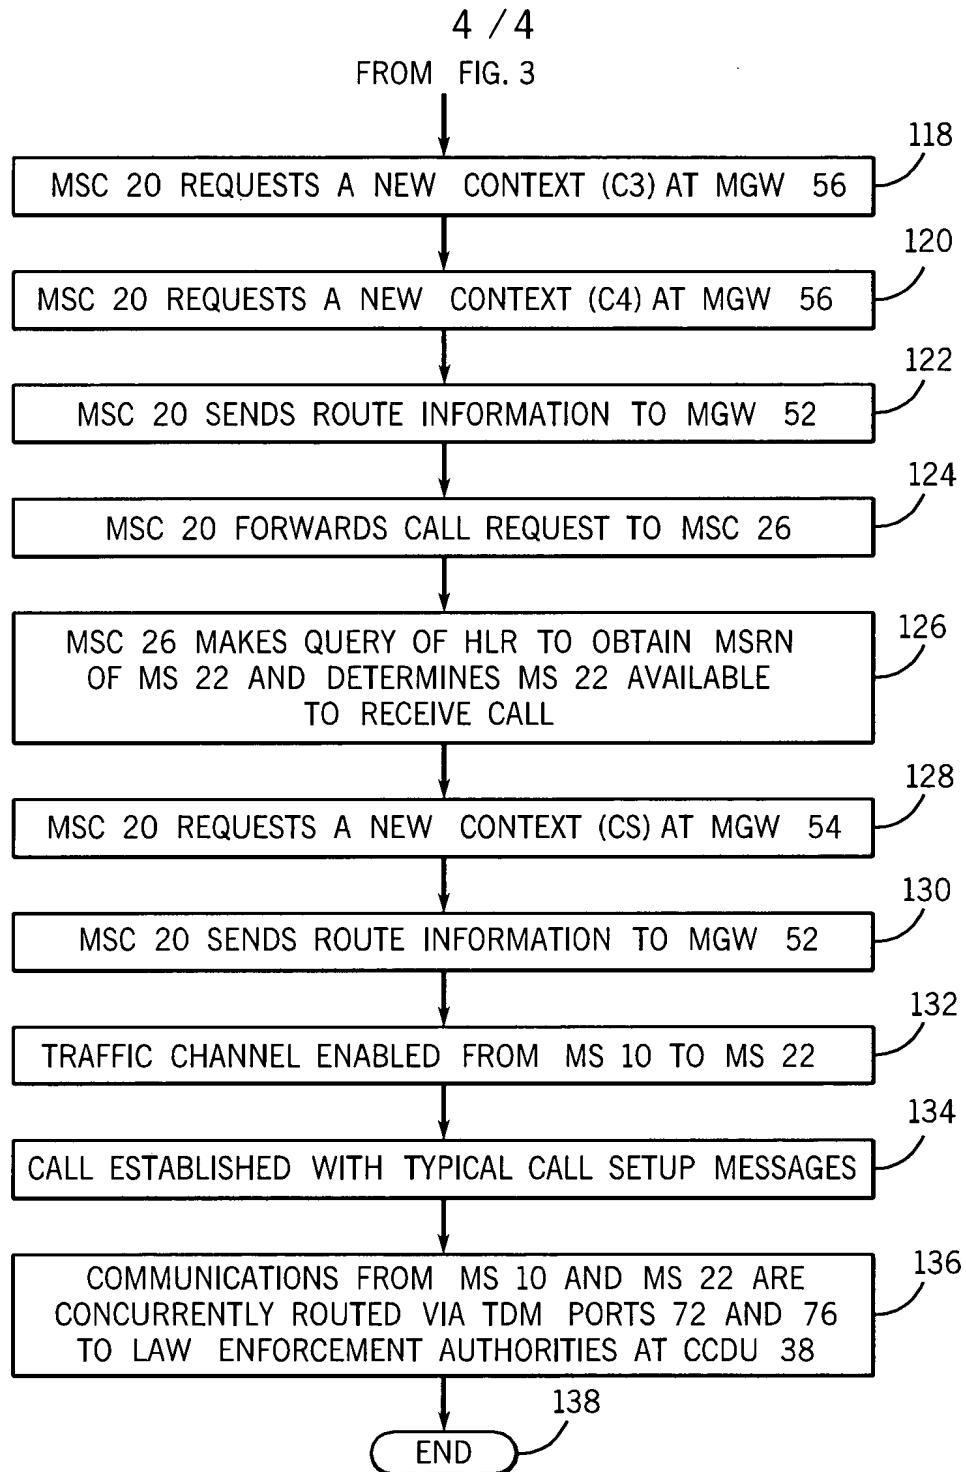 4 / 4
FROM FIG. 3
118
MSC 20 REQUESTS A NEW CONTEXT (C3) AT MGW 56
120
MSC 20 REQUESTS A NEW CONTEXT (C4) AT MGW 56
122
MSC 20 SENDS ROUTE INFORMATION TO MGW 52
124
MSC 20 FORWARDS CALL REQUEST TO MSC 26
126
MSC 26 MAKES QUERY OF HLR TO OBTAIN MSRN
OF MS 22 AND DETERMINES MS 22 AVAILABLE
TO RECEIVE CALL
128
MSC 20 REQUESTS A NEW CONTEXT (CS) AT MGW 54
130
MSC 20 SENDS ROUTE INFORMATION TO MGW 52
132
TRAFFIC CHANNEL ENABLED FROM MS 10 TO MS 22
134
CALL ESTABLISHED WITH TYPICAL CALL SETUP MESSAGES
136
COMMUNICATIONS FROM MS 10 AND MS 22 ARE
CONCURRENTLY ROUTED VIA TDM PORTS 72 AND 76
TO LAW ENFORCEMENT AUTHORITIES AT CCDU 38
138
END